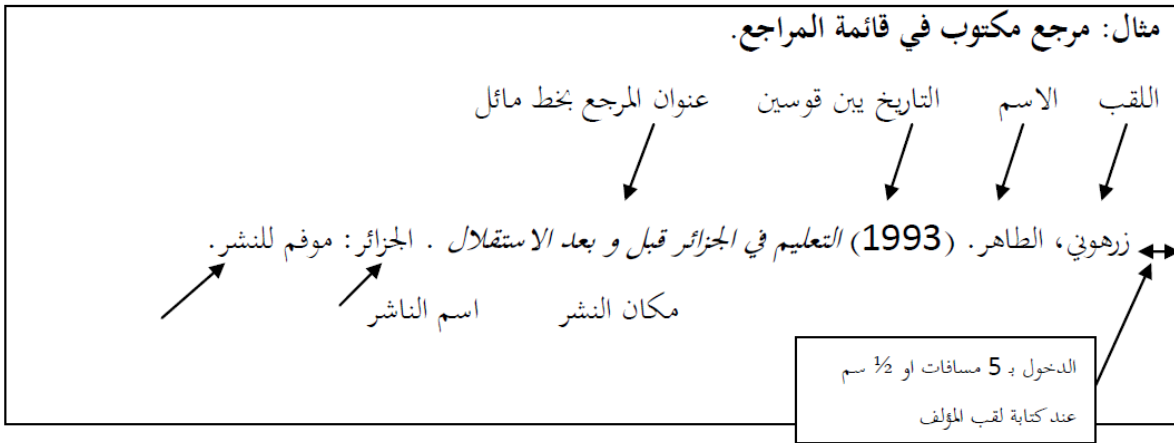 مثال: مرجع مكتوب في قائمة المراجع.
اللقب الاسم التاريخ يبن قوسين عنوان المرجع بخط مائل
زرهوني، الطاهر. (1993) التعليم في الجزائر قبل و بعد الاستقلال . الجزائر: موفم للنشر.
مكان النشر اسم الناشر
الدخول بـ 5 مسافات او ½ سم
عند كتابة لقب المؤلف